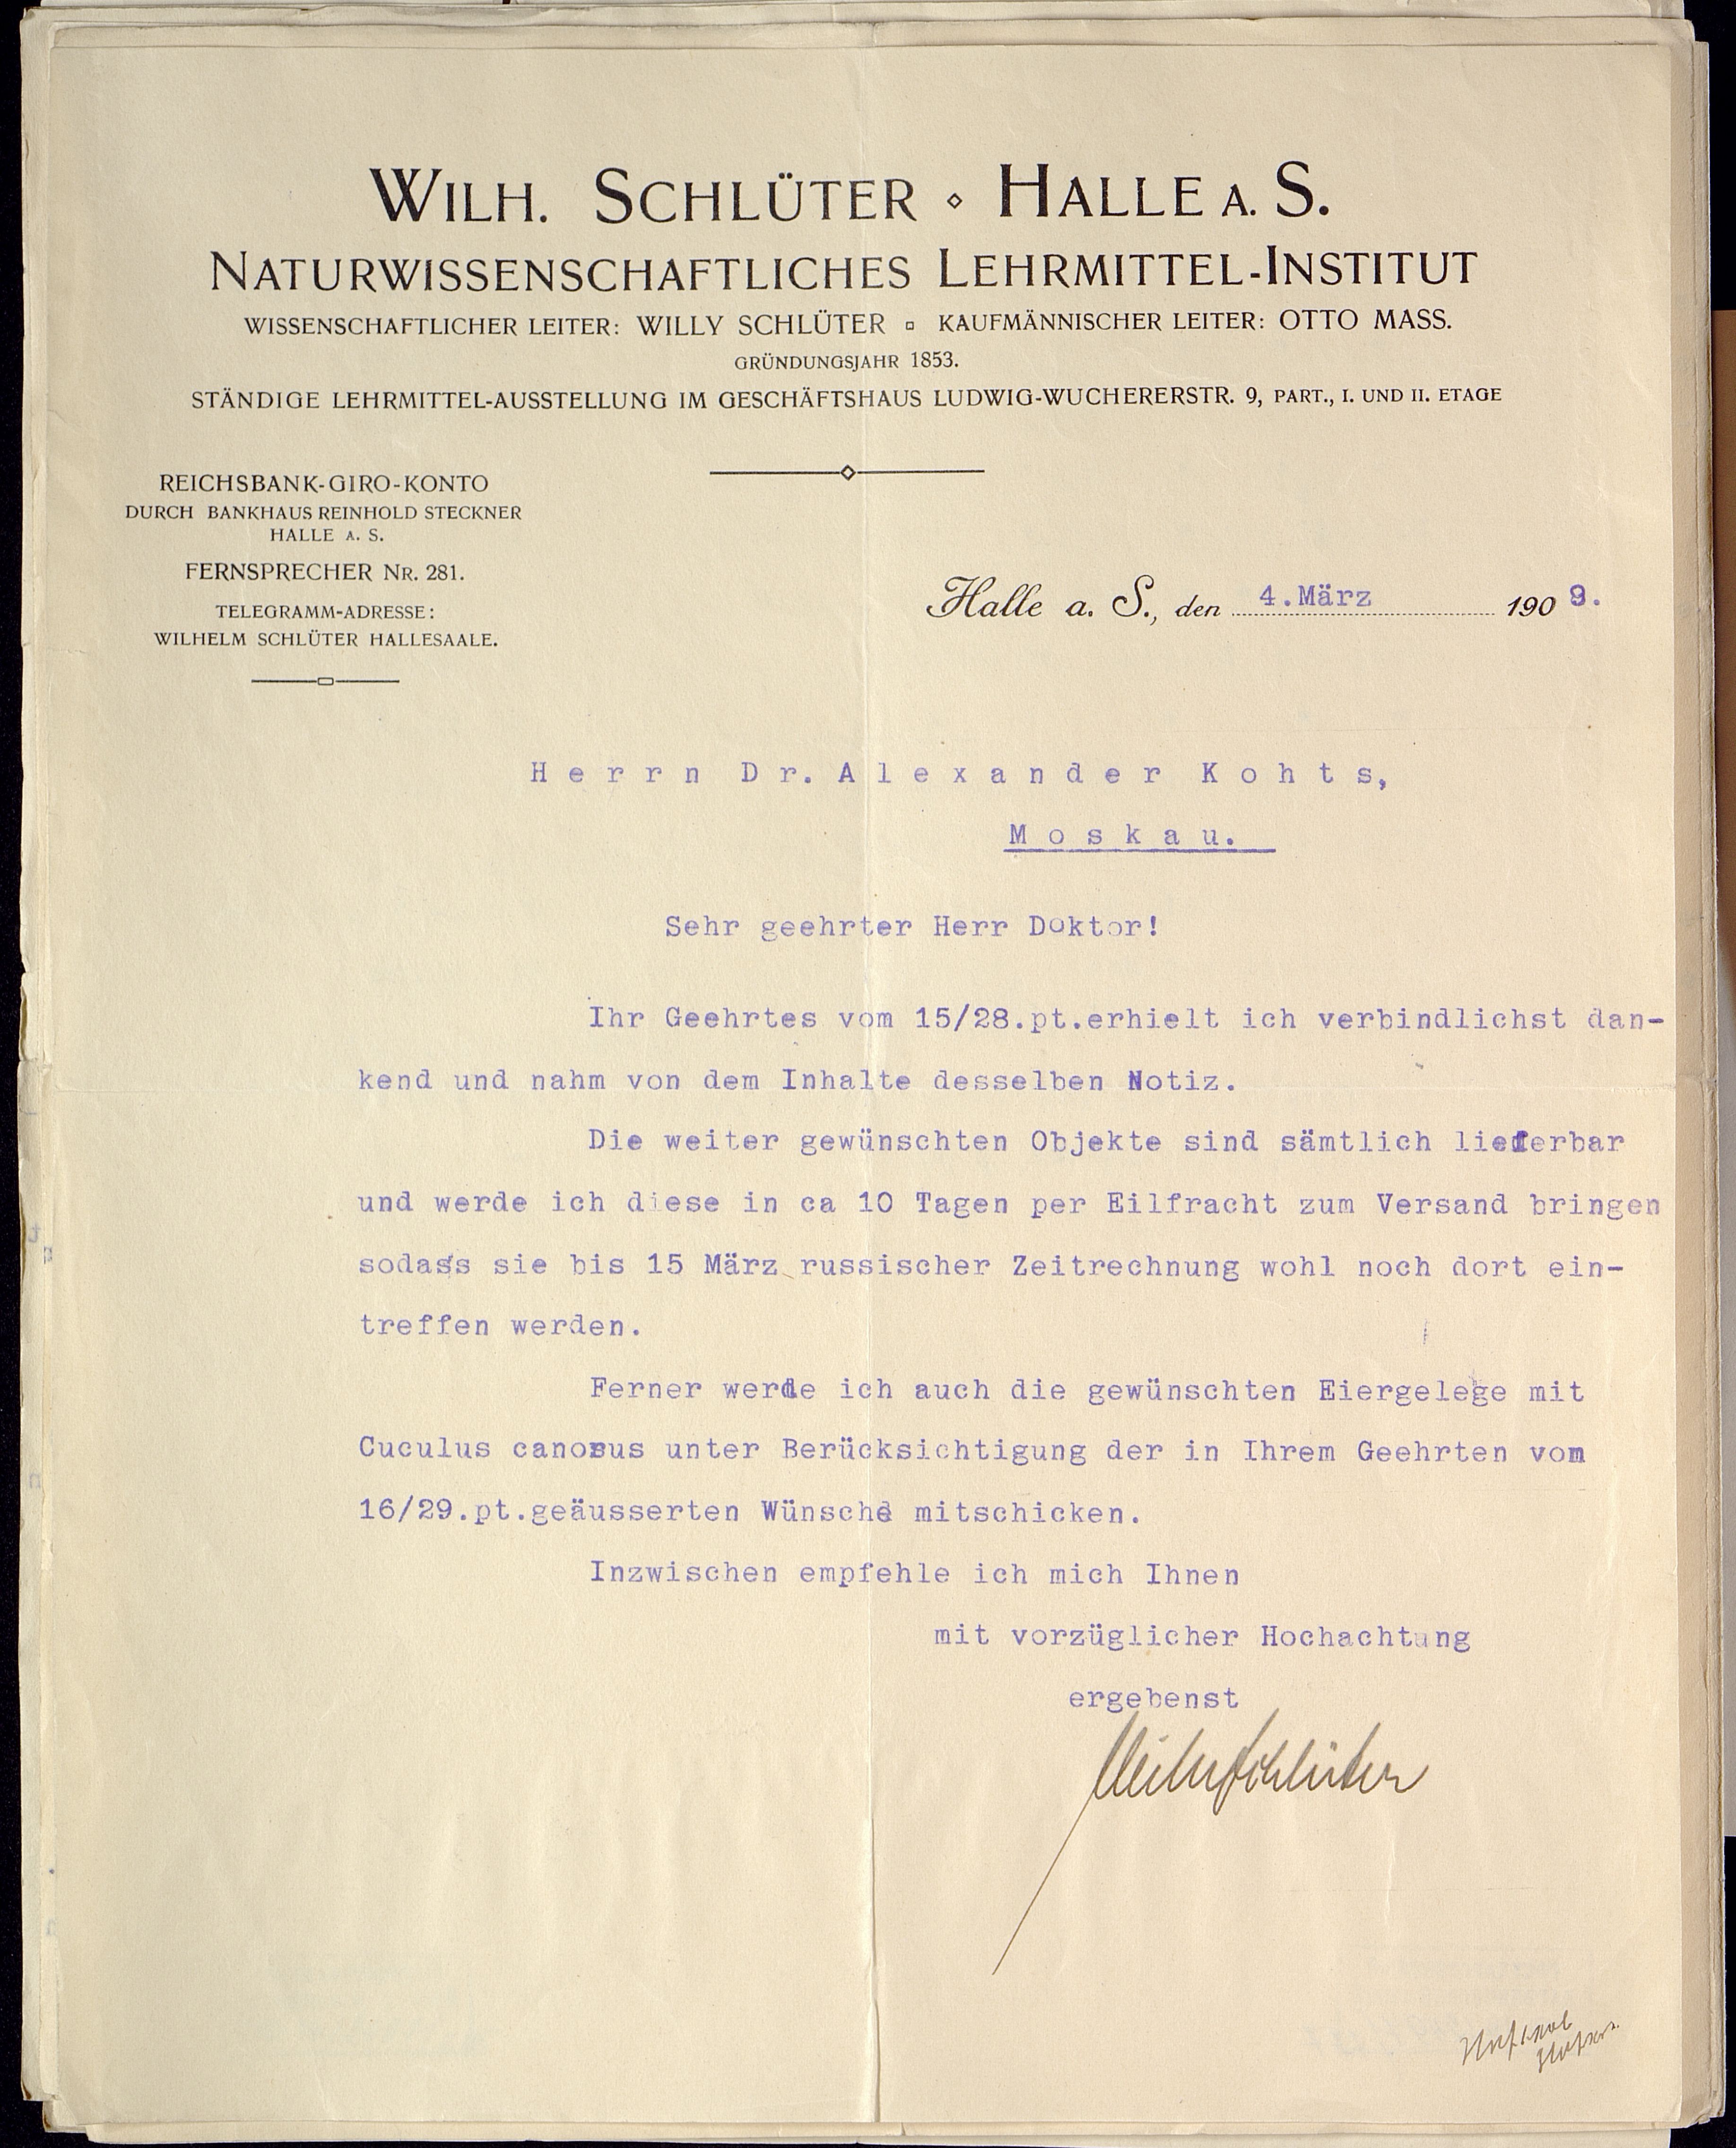 WILH. SCHLÜTER ⋄ HALLE A. S.
NATURWISSENSCHAFTLICHES LEHRMITTEL-INSTITUT
WISSENSCHAFTLICHER LEITER: WILLY SCHLÜTER ▫ KAUFMÄNNISCHER LEITER: OTTO MASS.
GRÜNDUNGSJAHR 1853.
STÄNDIGE LEHRMITTEL-AUSSTELLUNG IM GESCHÄFTSHAUS LUDWIG-WUCHERERSTR. 9, PART., I. UND II. ETAGE
REICHSBANK-GIRO-KONTO
DURCH BANKHAUS REINHOLD STECKNER
HALLE A. S.
FERNSPRECHER NR. 281.
TELEGRAMM-ADRESSE:
WILHELM SCHLÜTER HALLESAALE.
Halle a. S., den 4.März 1909.
Herrn Dr. Alexander Kohts,
Moskau.
Sehr geehrter Herr Doktor!
Ihr Geehrtes vom 15/28.pt.erhielt ich verbindlichst dan-
kend und nahm von dem Inhalte desselben Notiz.
Die weiter gewünschten Objekte sind sämtlich lieferbar
und werde ich diese in ca 10 Tagen per Eilfracht zum Versand bringen
sodass sie bis 15 März russischer Zeitrechnung wohl noch dort ein-
treffen werden.
Ferner werde ich auch die gewünschten Eiergelege mit
Cuculus canorus unter Berücksichtigung der in Ihrem Geehrten vom
16/29.pt.geäusserten Wünsche mitschicken.
Inzwischen empfehle ich mich Ihnen
mit vorzüglicher Hochachtung
ergebenst
Wilh Schlüter